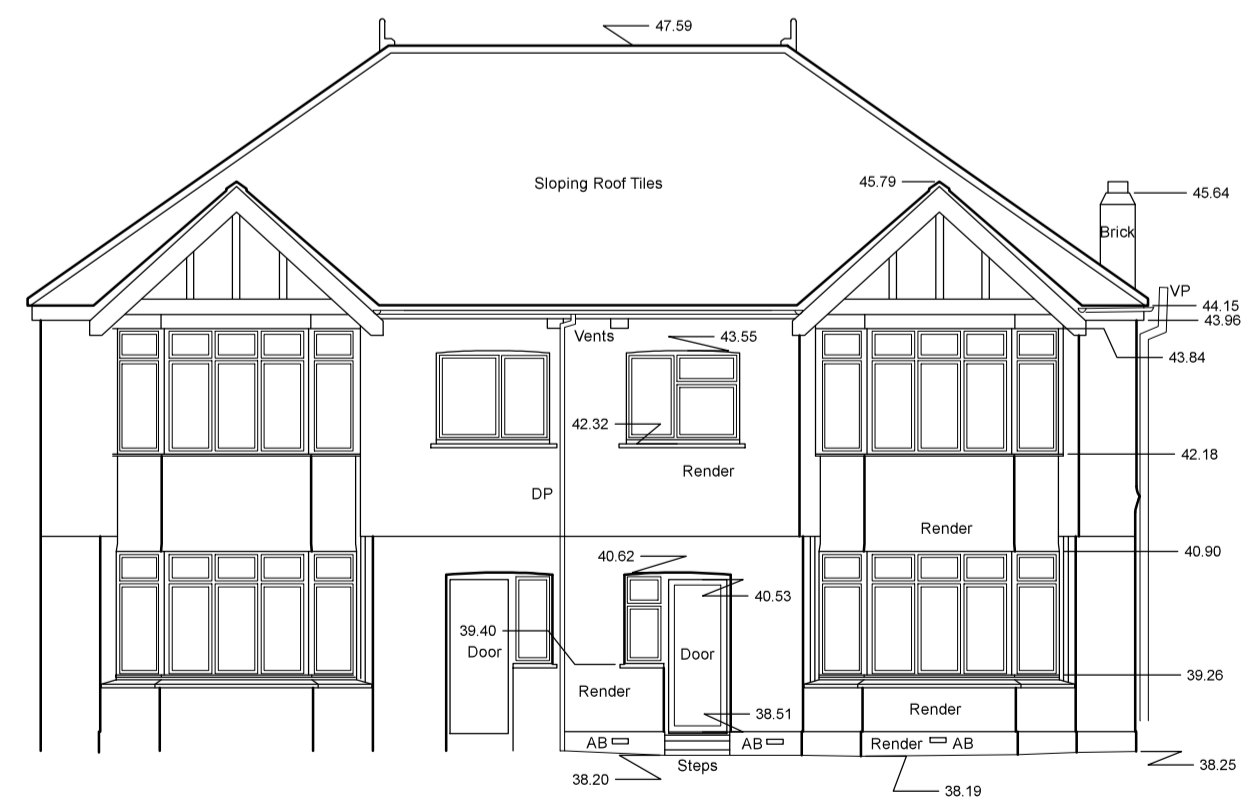 47.59
Sloping Roof Tiles
45.79
45.64
Brick
VP
44.15
43.96
Vents
43.55
43.84
42.32
42.18
Render
DP
Render
40.90
40.62
40.53
39.40
Door
Door
39.26
Render
Render
38.51
AB
AB
Render
AB
Steps
38.20
38.25
38.19